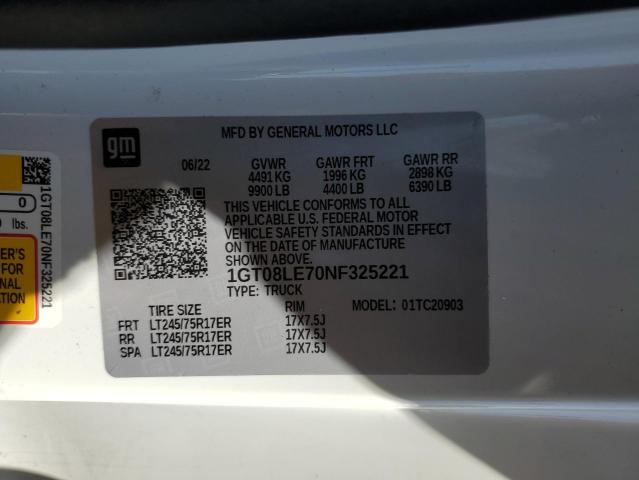 gm
MFD BY GENERAL MOTORS LLC
06/22 GVWR GAWR FRT GAWR RR
4491 KG 1996 KG 2898 KG
9900 LB 4400 LB 6390 LB
THIS VEHICLE CONFORMS TO ALL
APPLICABLE U.S. FEDERAL MOTOR
VEHICLE SAFETY STANDARDS IN EFFECT
ON THE DATE OF MANUFACTURE
SHOWN ABOVE.
1GT08LE70NF325221
TYPE: TRUCK MODEL: 01TC20903
TIRE SIZE RIM
FRT LT245/75R17ER 17X7.5J
RR LT245/75R17ER 17X7.5J
SPA LT245/75R17ER 17X7.5J
1GT08LE70NF325221
0
lbs.
FOR